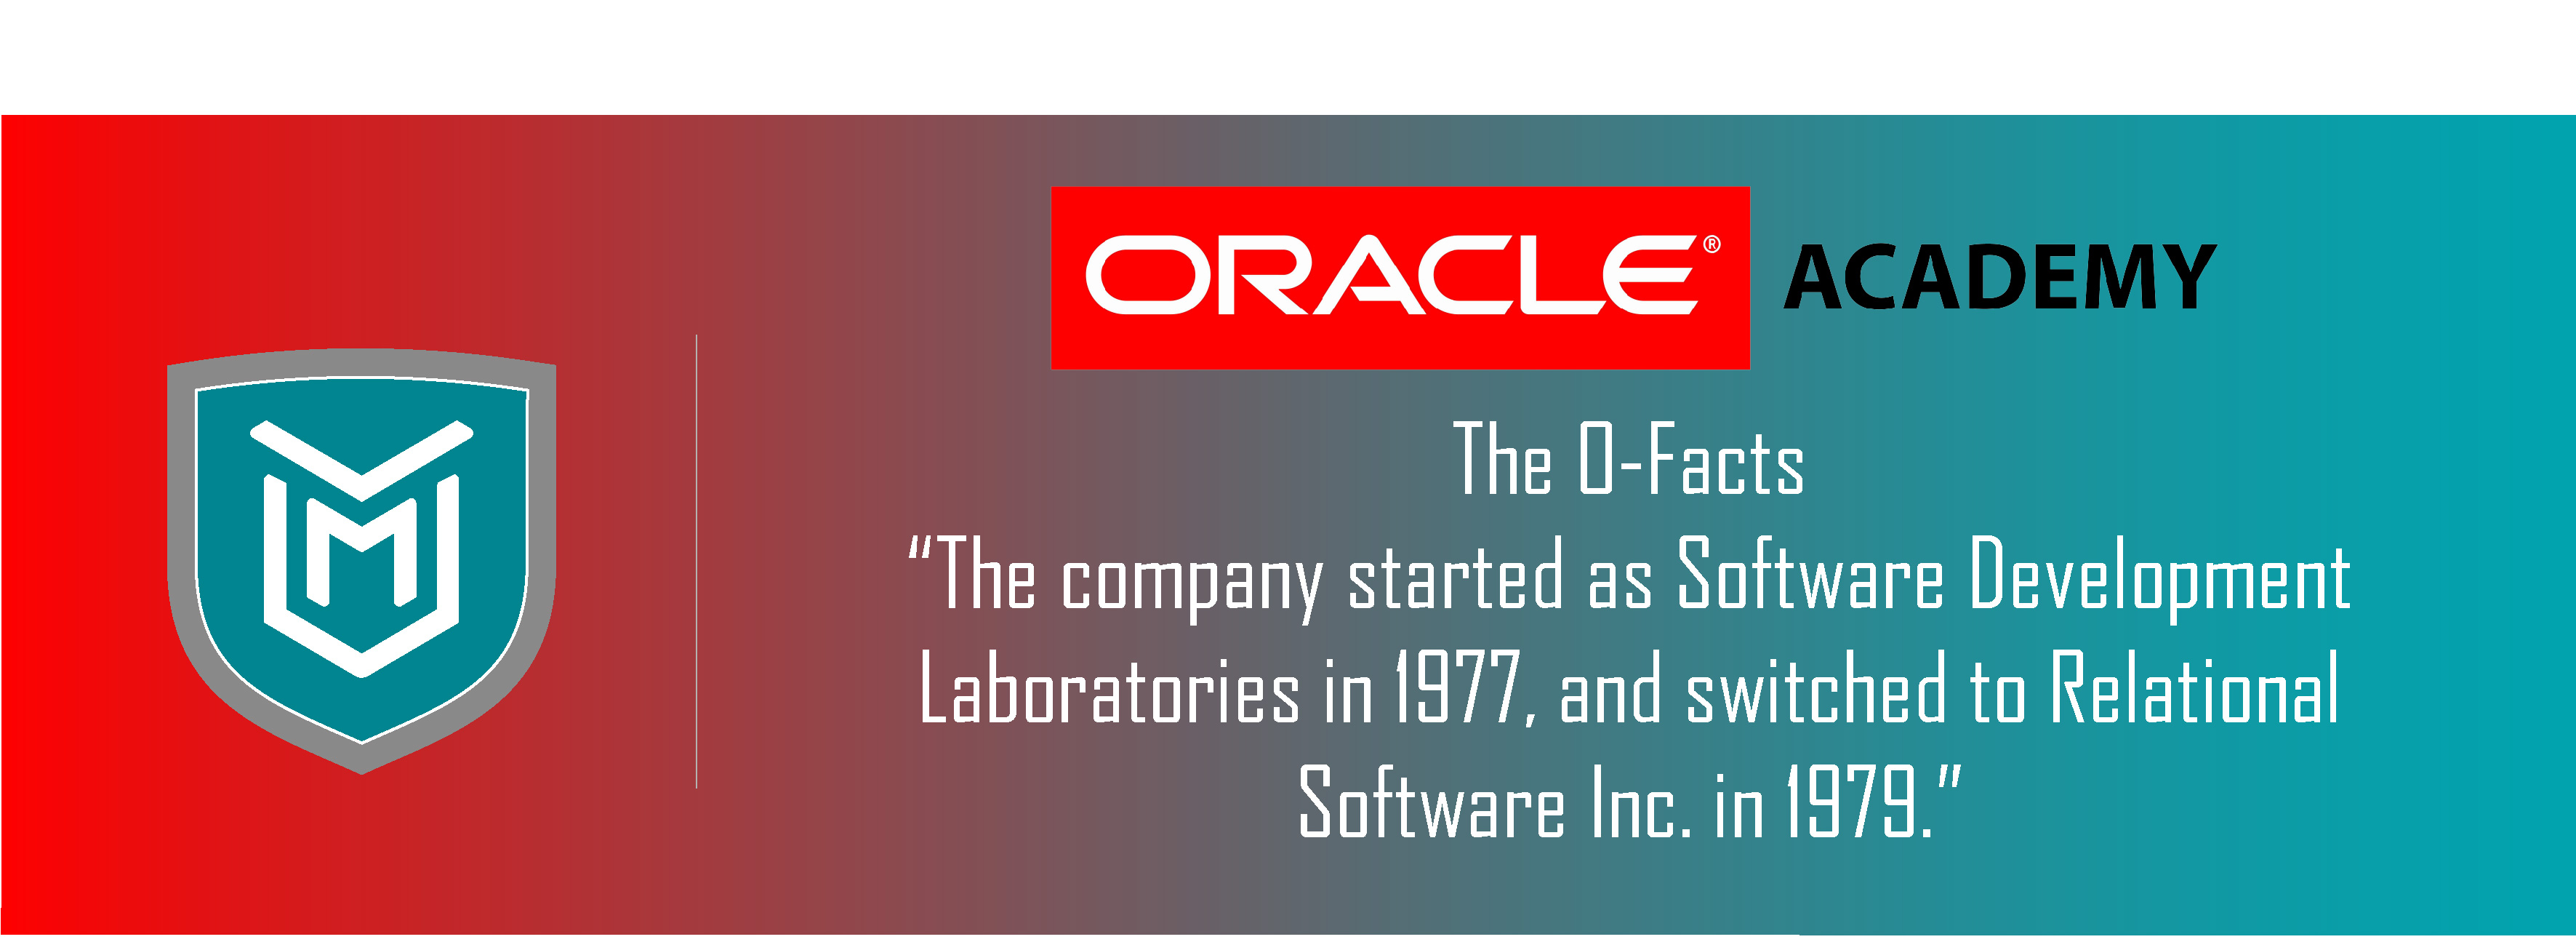 ORACLE® ACADEMY
The O-Facts
“The company started as Software Development
Laboratories in 1977, and switched to Relational
Software Inc. in 1979.”